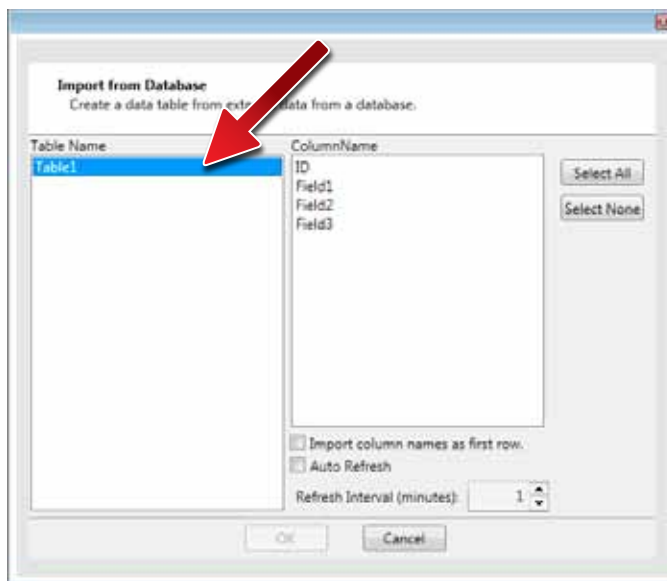 Import from Database
Create a data table from data from a database.
Table Name
ColumnName
Table1
ID
Field1
Field2
Field3
Select All
Select None
Import column names as first row.
Auto Refresh
Refresh Interval (minutes):
1
OK
Cancel